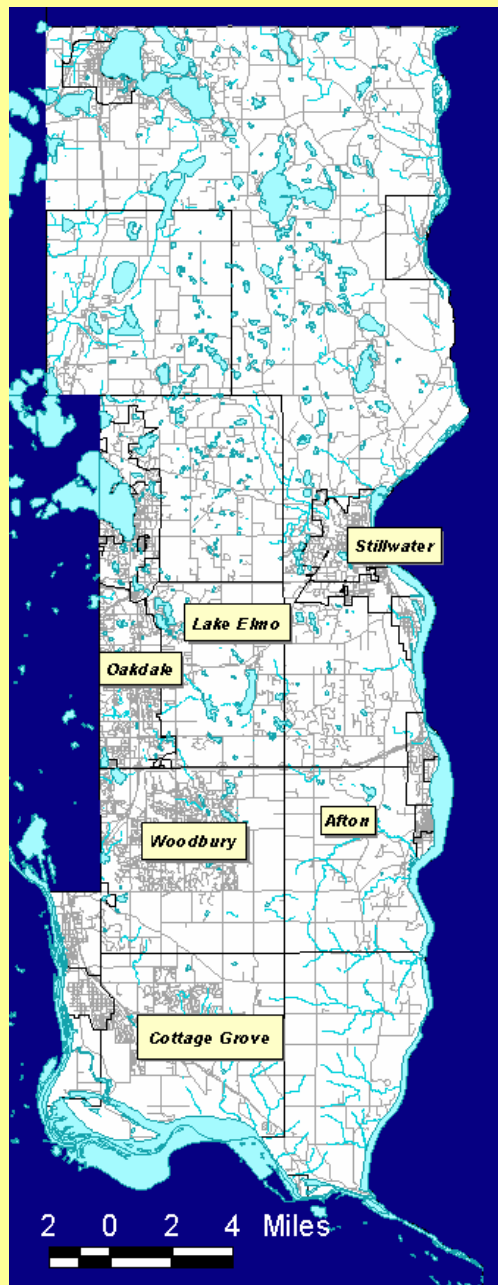 Stillwater
Lake Elmo
Oakdale
Afton
Woodbury
Cottage Grove
2 0 2 4 Miles